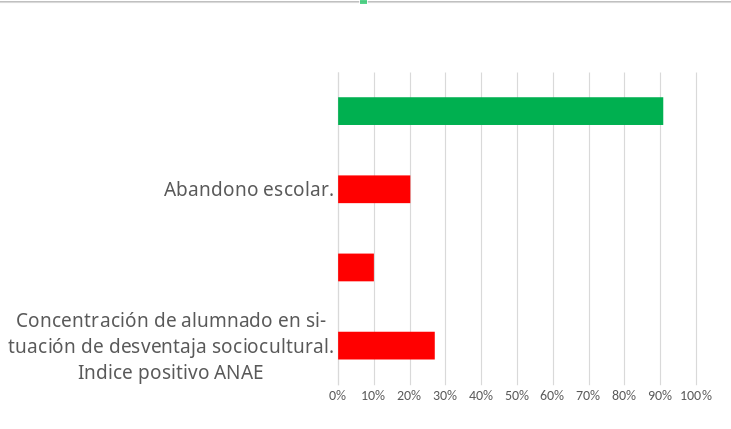 Abandono escolar.
Concentración de alumnado en si-
tuación de desventaja sociocultural.
Indice positivo ANAE
0% 10% 20% 30% 40% 50% 60% 70% 80% 90% 100%